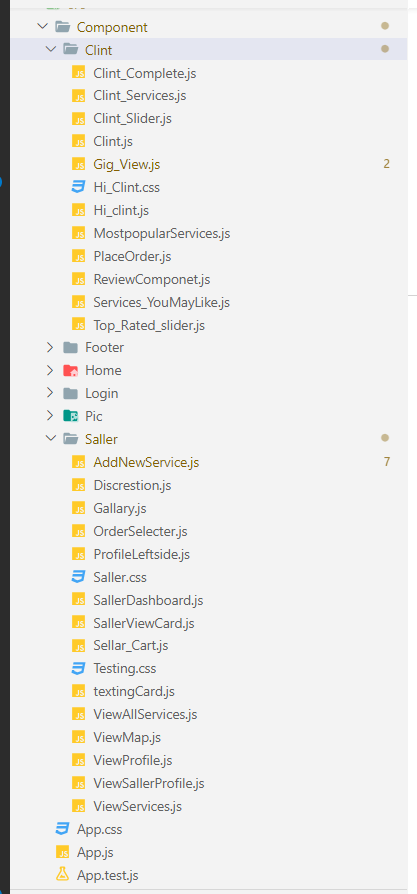 Component
Clint
Clint_Complete.js
Clint_Services.js
Clint_Slider.js
Clint.js
Gig_View.js 2
Hi_Clint.css
Hi_clint.js
MostpopularServices.js
PlaceOrder.js
ReviewComponet.js
Services_YouMayLike.js
Top_Rated_slider.js
Footer
Home
Login
Pic
Saller
AddNewService.js 7
Discrestion.js
Gallary.js
OrderSelecter.js
ProfileLeftside.js
Saller.css
SallerDashboard.js
SallerViewCard.js
Sellar_Cart.js
Testing.css
textingCard.js
ViewAllServices.js
ViewMap.js
ViewProfile.js
ViewSallerProfile.js
ViewServices.js
App.css
App.js
App.test.js